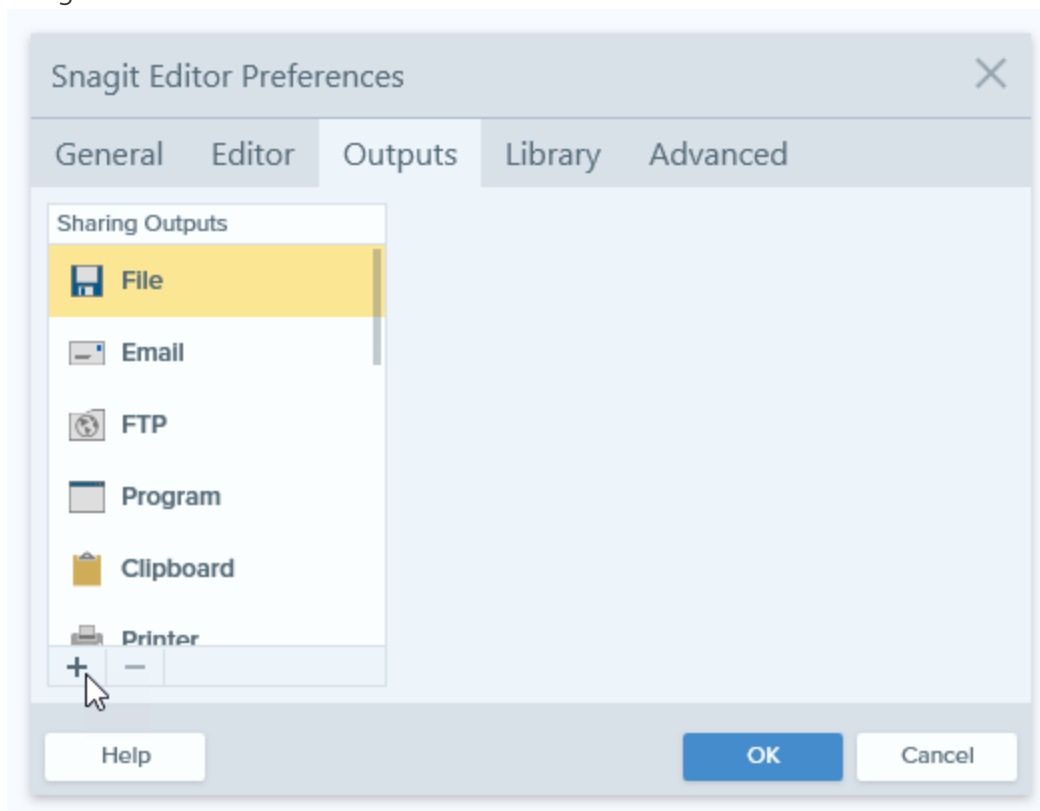 Snagit Editor Preferences
General Editor Outputs Library Advanced
Sharing Outputs
File
Email
FTP
Program
Clipboard
Printer
Help OK Cancel